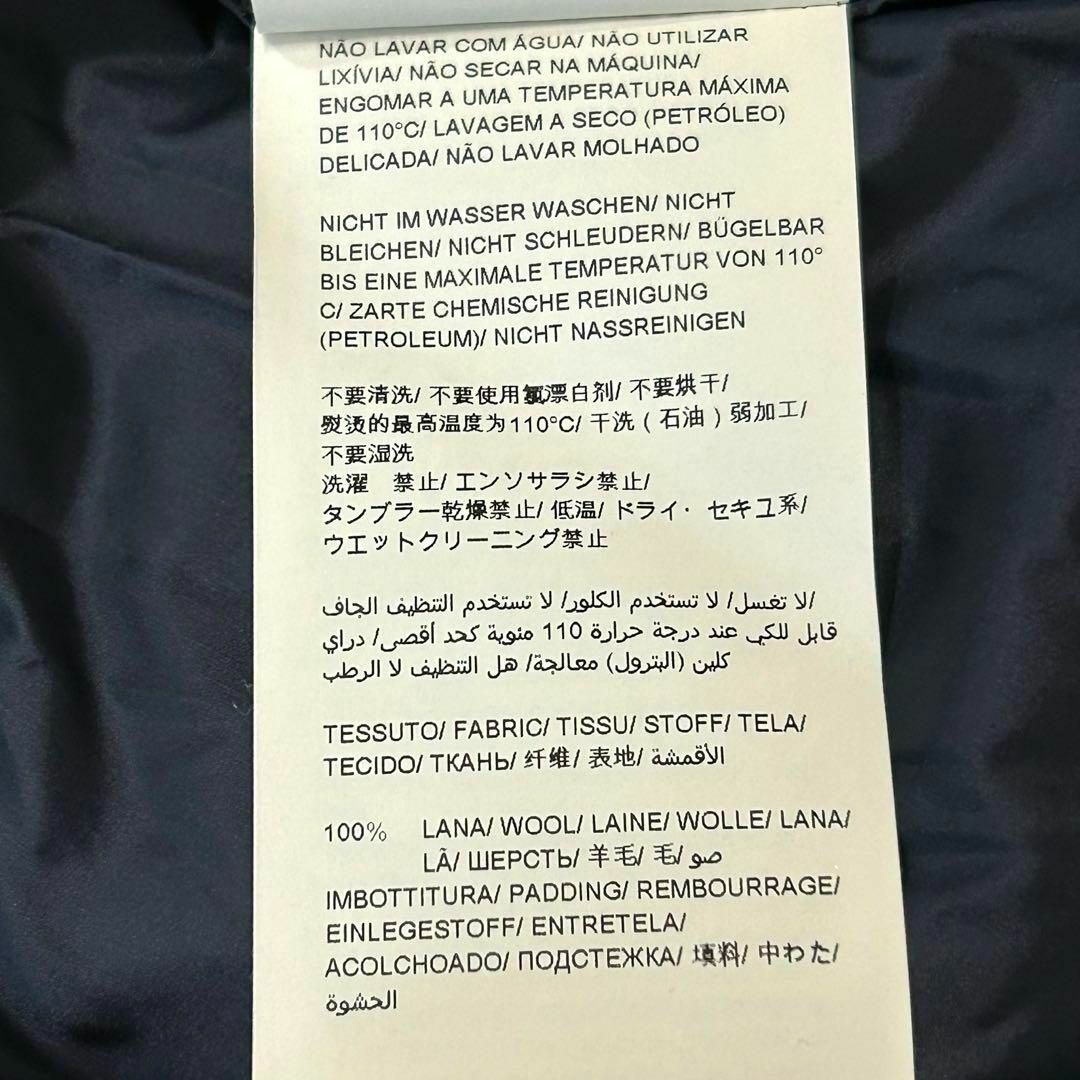 NÃO LAVAR COM ÁGUA/ NÃO UTILIZAR
LIXÍVIA/ NÃO SECAR NA MÁQUINA/
ENGOMAR A UMA TEMPERATURA MÁXIMA
DE 110°C/ LAVAGEM A SECO (PETRÓLEO)
DELICADA/ NÃO LAVAR MOLHADO
NICHT IM WASSER WASCHEN/ NICHT
BLEICHEN/ NICHT SCHLEUDERN/ BÜGELBAR
BIS EINE MAXIMALE TEMPERATUR VON 110°
C/ ZARTE CHEMISCHE REINIGUNG
(PETROLEUM)/ NICHT NASSREINIGEN
不要清洗/ 不要使用氯漂白剂/ 不要烘干/
熨烫的最高温度为110°C/ 干洗（石油）弱加工/
不要湿洗
洗濯　禁止/ エンソサラシ禁止/
タンブラー乾燥禁止/ 低温/ ドライ・セキユ系/
ウエットクリーニング禁止
/لا تغسل/ لا تستخدم الكلور/ لا تستخدم التنظيف الجاف
قابل للكي عند درجة حرارة 110 مئوية كحد أقصى/ دراي
كلين (البترول) معالجة/ هل التنظيف لا الرطب
TESSUTO/ FABRIC/ TISSU/ STOFF/ TELA/
TECIDO/ ТКАНЬ/ 纤维/ 表地/ الأقمشة
100% LANA/ WOOL/ LAINE/ WOLLE/ LANA/
LÃ/ ШЕРСТЬ/ 羊毛/ 毛/ صو
IMBOTTITURA/ PADDING/ REMBOURRAGE/
EINLEGESTOFF/ ENTRETELA/
ACOLCHOADO/ ПОДСТЕЖКА/ 填料/ 中わた/
الحشوة